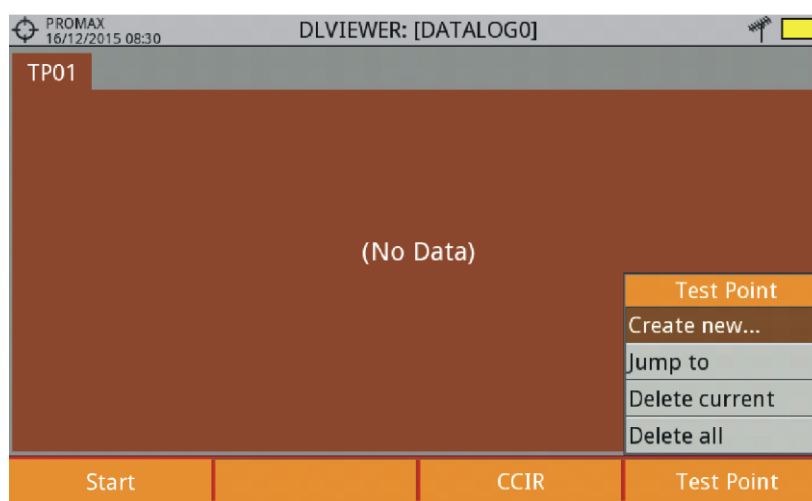 PROMAX
16/12/2015 08:30
DLVIEWER: [DATALOG0]
TP01
(No Data)
Test Point
Create new...
Jump to
Delete current
Delete all
Start
CCIR
Test Point